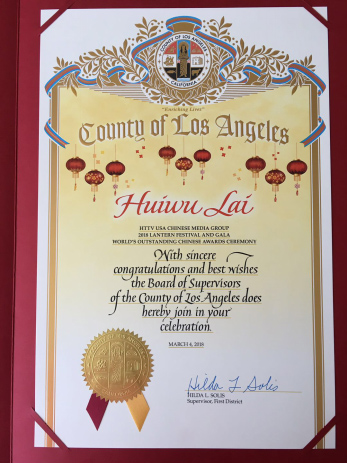 COUNTY OF LOS ANGELES
CALIFORNIA
"Enriching Lives"
County of Los Angeles
Huiwu Lai
HTTV USA CHINESE MEDIA GROUP
2018 LANTERN FESTIVAL AND GALA
WORLD'S OUTSTANDING CHINESE AWARDS CEREMONY
With sincere
congratulations and best wishes
the Board of Supervisors
of the County of Los Angeles does
hereby join in your
celebration.
MARCH 4, 2018
Hilda L Solis
HILDA L. SOLIS
Supervisor, First District